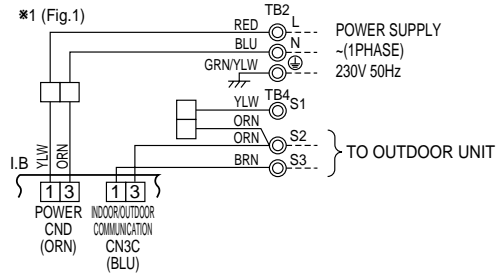 ※1 (Fig.1)
TB2
RED L
POWER SUPPLY
BLU N
~(1PHASE)
GRN/YLW
230V 50Hz
TB4
YLW S1
ORN
ORN S2
TO OUTDOOR UNIT
BRN S3
I.B
YLW
ORN
1 3
1 3
POWER
CND
(ORN)
INDOOR/OUTDOOR
COMMUNICATION
CN3C
(BLU)